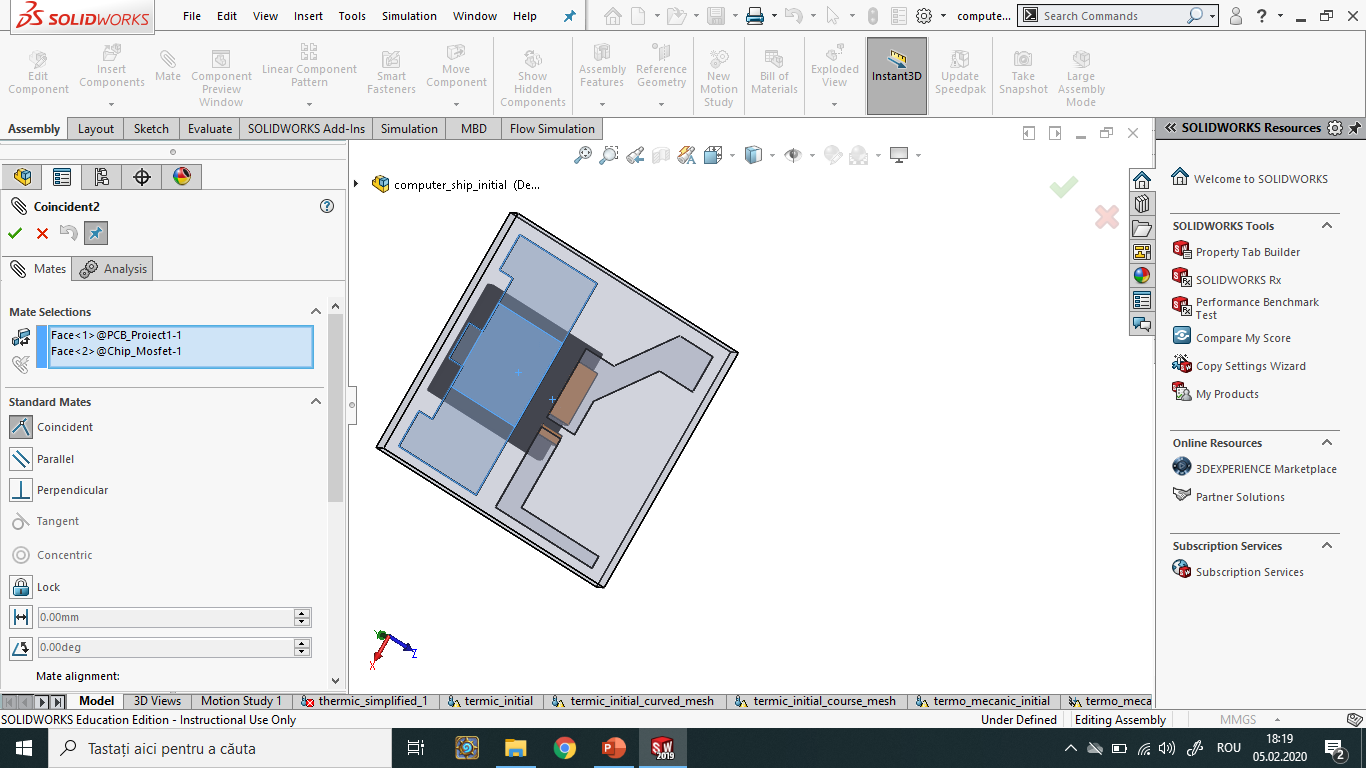 SOLIDWORKS File Edit View Insert Tools Simulation Window Help compute... Search Commands
Edit Component
Insert Components
Mate
Component Preview Window
Linear Component Pattern
Smart Fasteners
Move Component
Show Hidden Components
Assembly Features
Reference Geometry
New Motion Study
Bill of Materials
Exploded View
Instant3D
Update Speedpak
Take Snapshot
Large Assembly Mode
Assembly Layout Sketch Evaluate SOLIDWORKS Add-Ins Simulation MBD Flow Simulation
SOLIDWORKS Resources
computer_ship_initial (De...
Coincident2
Mates Analysis
Mate Selections
Face<1>@PCB_Proiect1-1
Face<2>@Chip_Mosfet-1
Standard Mates
Coincident
Parallel
Perpendicular
Tangent
Concentric
Lock
0.00mm
0.00deg
Mate alignment:
Y
X
Z
Welcome to SOLIDWORKS
SOLIDWORKS Tools
Property Tab Builder
SOLIDWORKS Rx
Performance Benchmark
Test
Compare My Score
Copy Settings Wizard
My Products
Online Resources
3DEXPERIENCE Marketplace
Partner Solutions
Subscription Services
Subscription Services
Model 3D Views Motion Study 1 thermic_simplified_1 termic_initial termic_initial_curved_mesh termic_initial_course_mesh termo_mecanic_initial termo_meca
SOLIDWORKS Education Edition - Instructional Use Only Under Defined Editing Assembly MMGS
Tastați aici pentru a căuta
SW 2019
ROU
18:19
05.02.2020
2